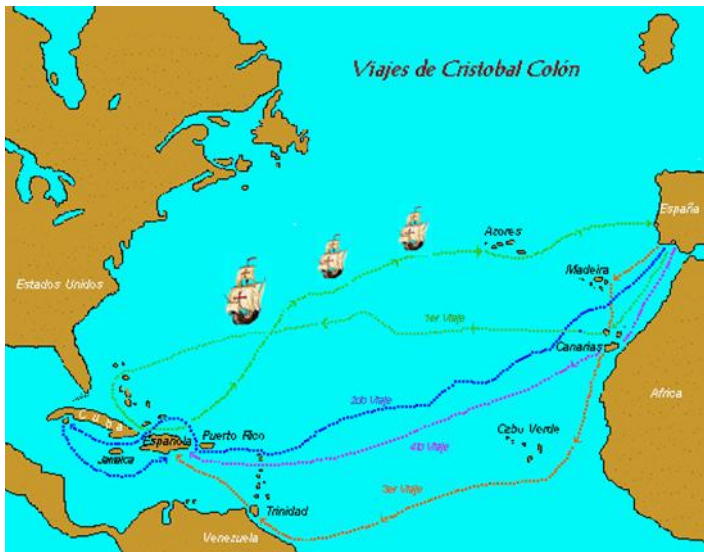 Viajes de Cristobal Colón
España
Azores
Madeira
Estados Unidos
1er Viaje
Canarias
Africa
2do Viaje
Cuba
Española
Puerto Rico
4to Viaje
Cabu Verde
Jamaica
3er Viaje
Trinidad
Venezuela